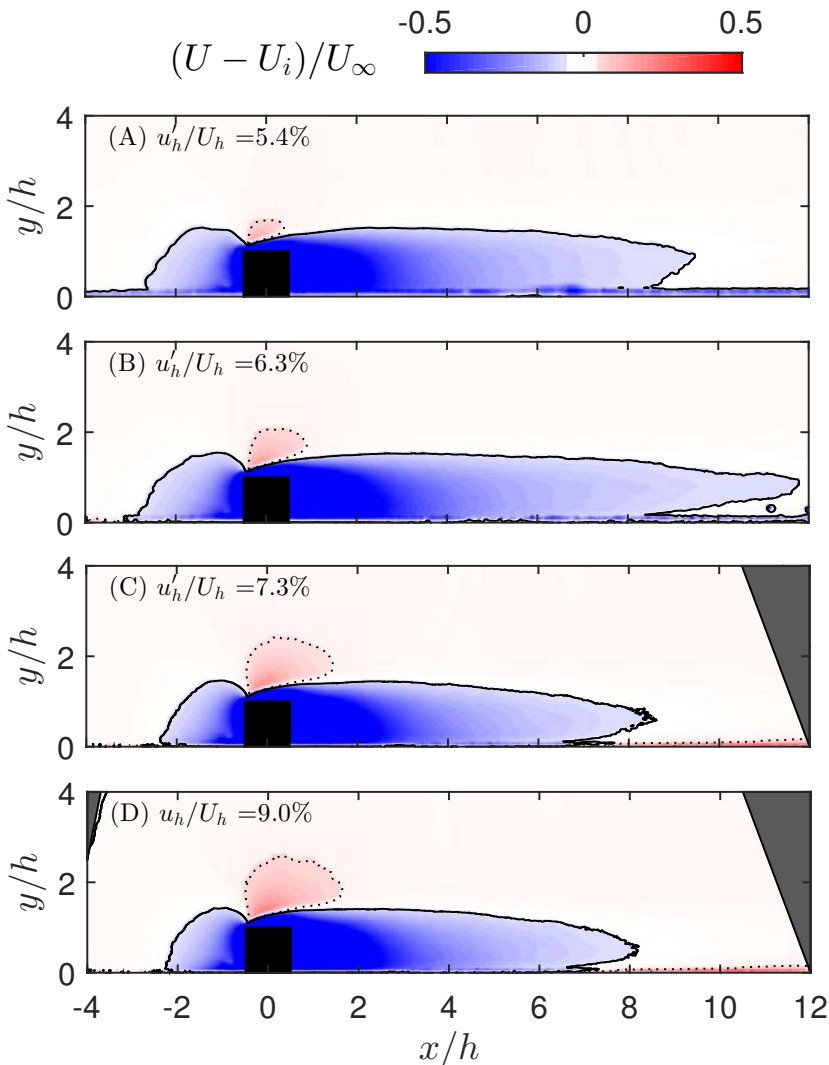 -0.5 0 0.5
(U − U_i)/U_∞
4
(A) u′_h/U_h =5.4%
2
y/h
0
4
(B) u′_h/U_h =6.3%
2
y/h
0
4
(C) u′_h/U_h =7.3%
2
y/h
0
4
(D) u_h/U_h =9.0%
2
y/h
0
-4 -2 0 2 4 6 8 10 12
x/h